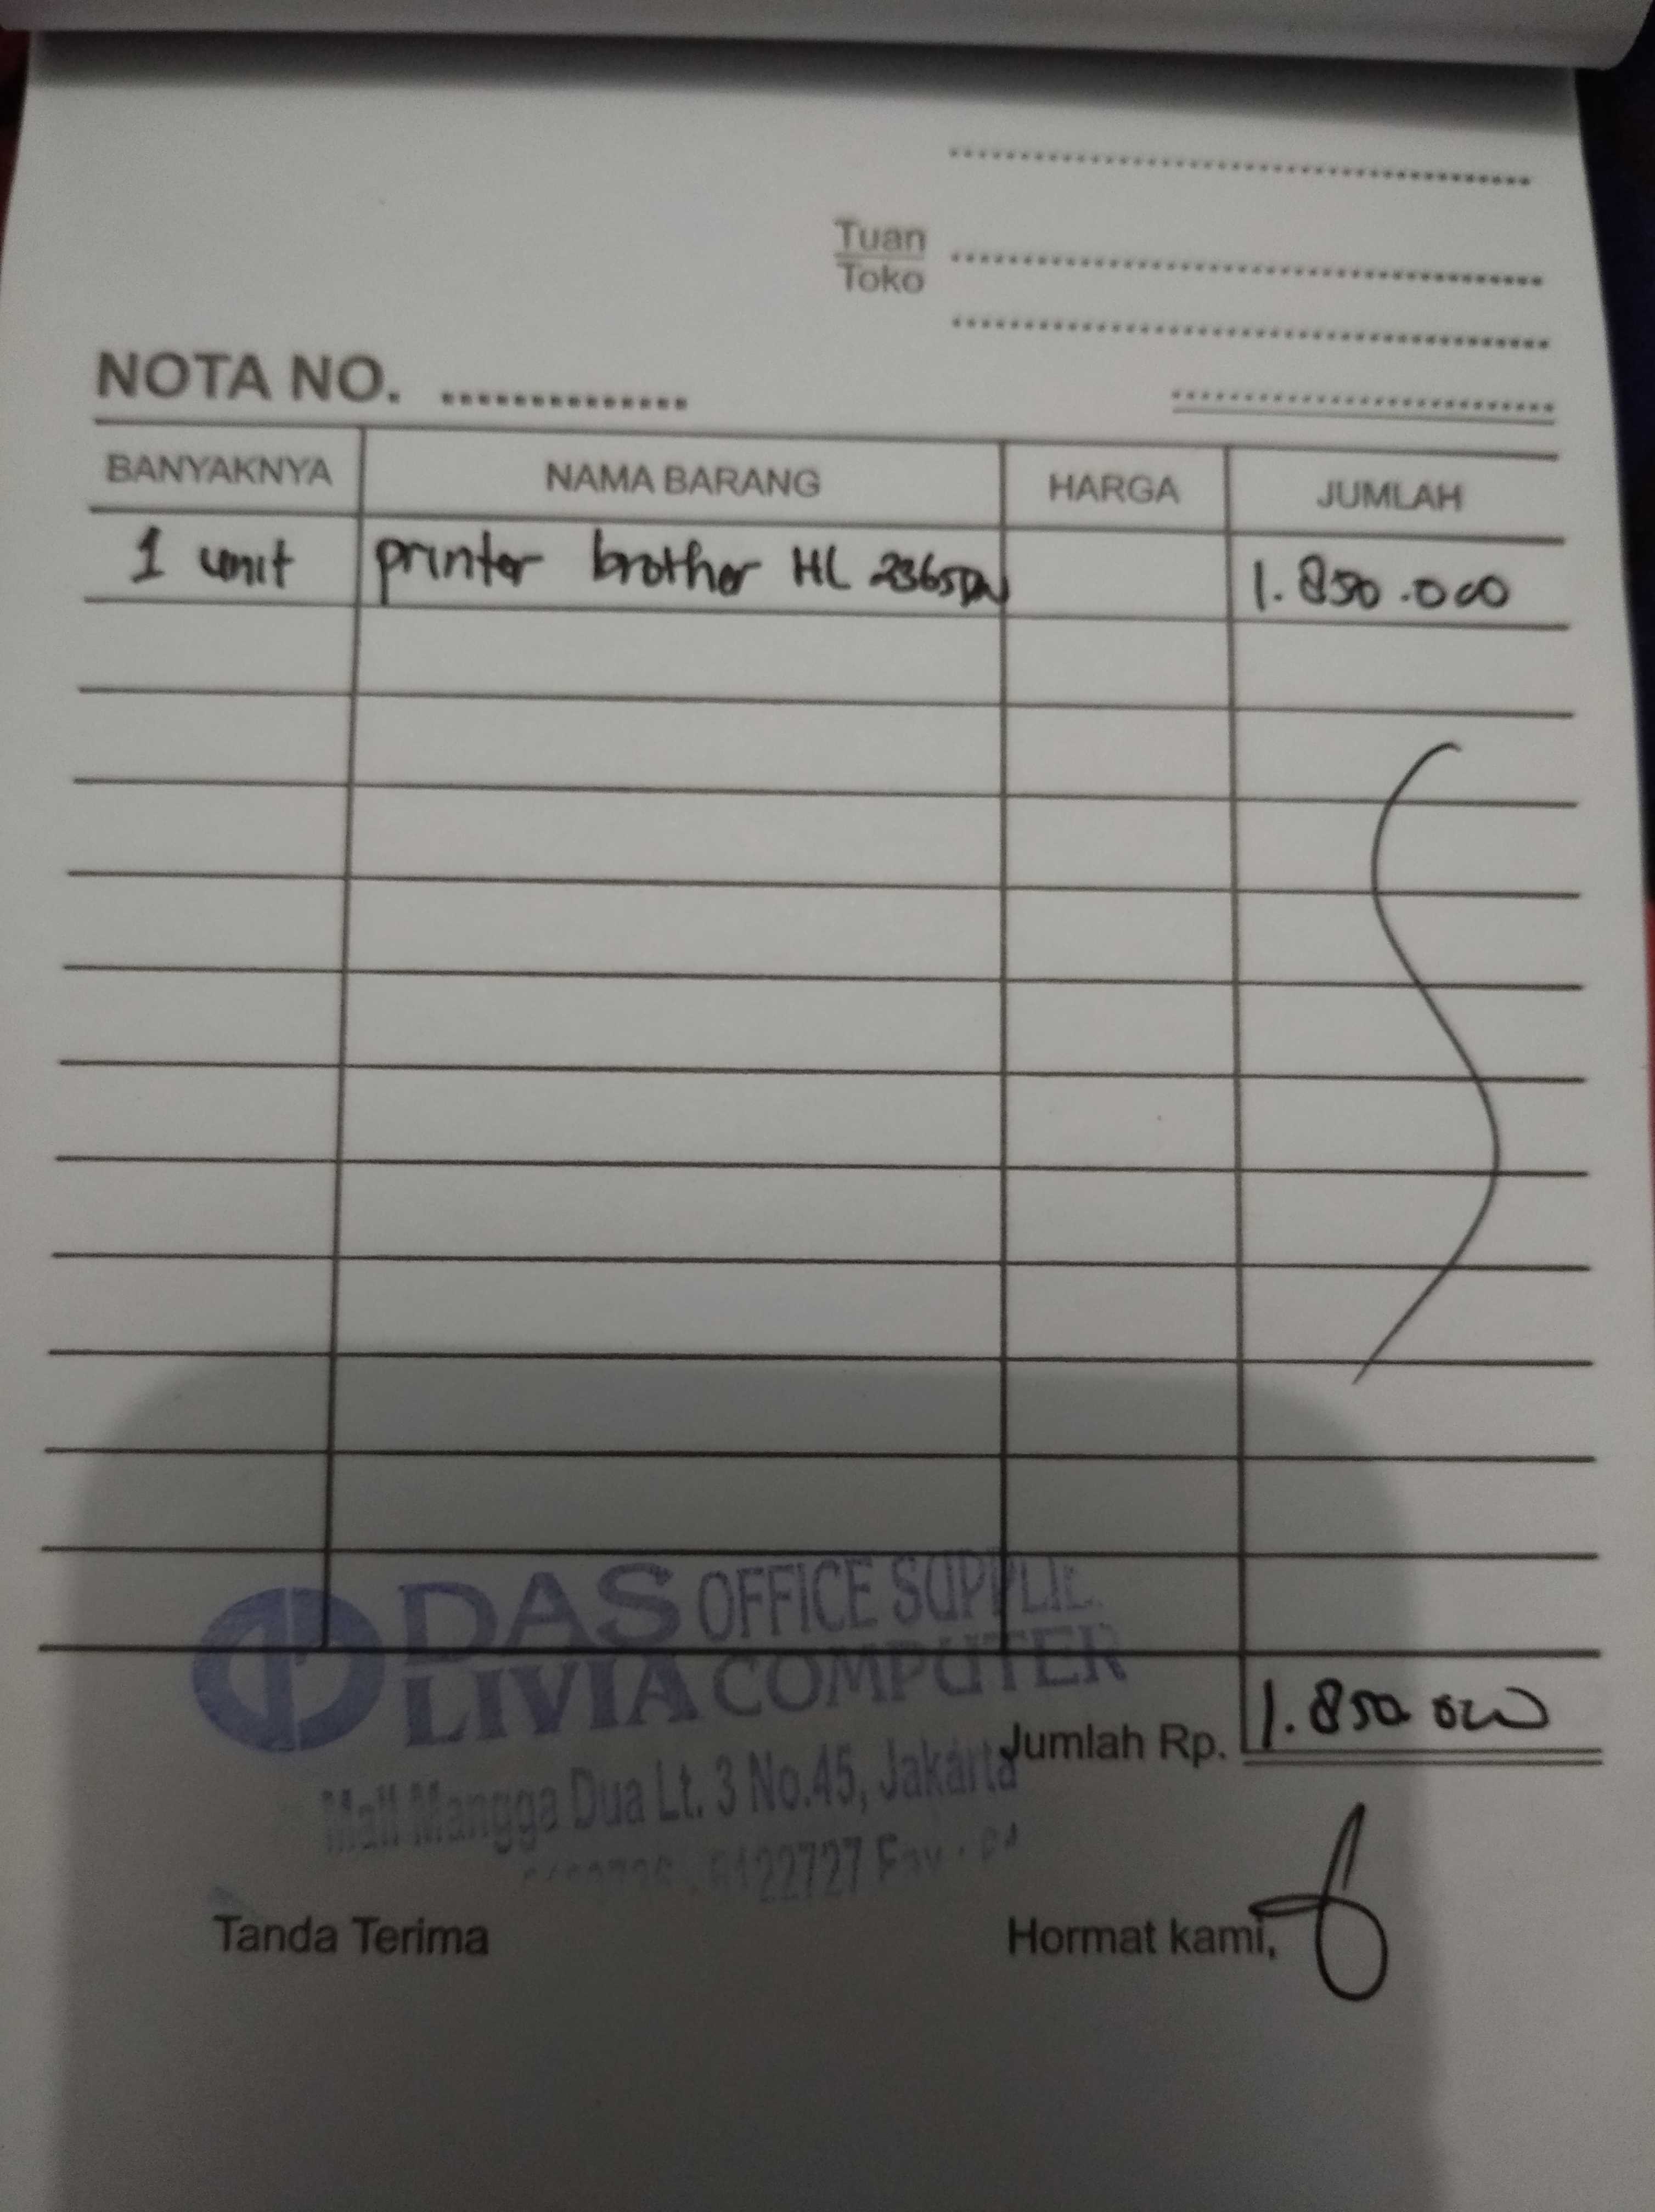 Tuan
Toko
NOTA NO.
BANYAKNYA NAMA BARANG HARGA JUMLAH
1 unit printer brother HL 2365DW 1.850.000
DAS OFFICE
LIVIA COMPUTER
Jumlah Rp. 1.850.000
Mall Mangga Dua Lt. 3 No.45, Jakarta
Tanda Terima Hormat kami,